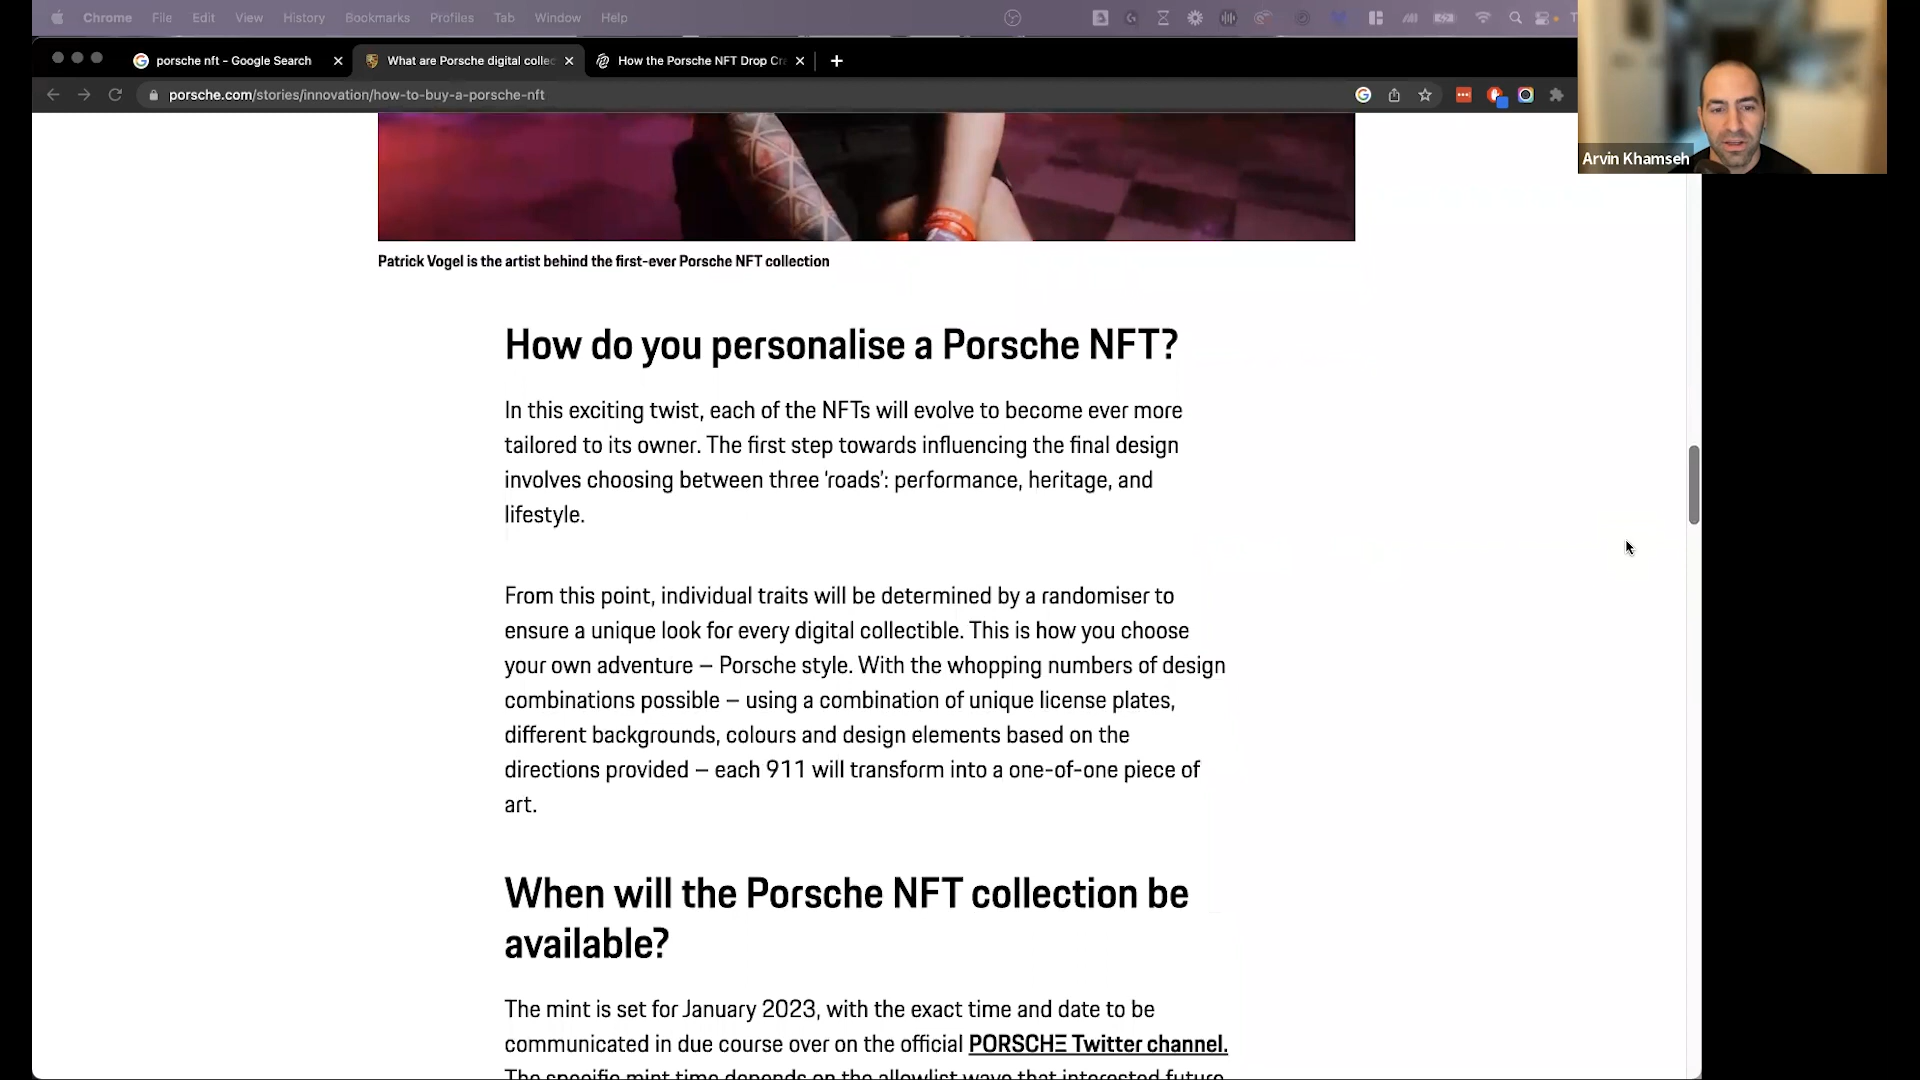 Chrome File Edit View History Bookmarks Profiles Tab Window Help
porsche nft - Google Search
What are Porsche digital collec
How the Porsche NFT Drop Cra
porsche.com/stories/innovation/how-to-buy-a-porsche-nft
Arvin Khamseh
Patrick Vogel is the artist behind the first-ever Porsche NFT collection
How do you personalise a Porsche NFT?
In this exciting twist, each of the NFTs will evolve to become ever more
tailored to its owner. The first step towards influencing the final design
involves choosing between three ‘roads’: performance, heritage, and
lifestyle.
From this point, individual traits will be determined by a randomiser to
ensure a unique look for every digital collectible. This is how you choose
your own adventure – Porsche style. With the whopping numbers of design
combinations possible – using a combination of unique license plates,
different backgrounds, colours and design elements based on the
directions provided – each 911 will transform into a one-of-one piece of
art.
When will the Porsche NFT collection be
available?
The mint is set for January 2023, with the exact time and date to be
communicated in due course over on the official PORSCHΞ Twitter channel.
The specific mint time depends on the allowlist wave that interested future